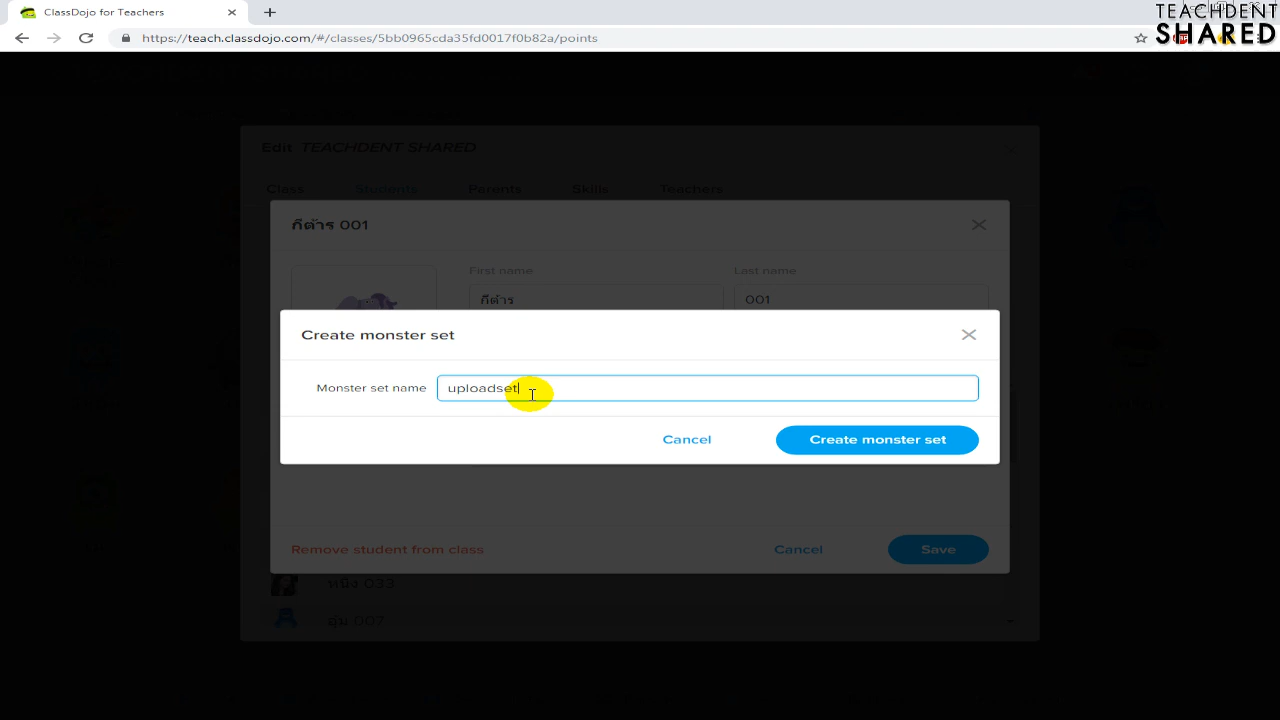 ClassDojo for Teachers
TEACHDENT
SHARED
https://teach.classdojo.com/#/classes/5bb0965cda35fd0017f0b82a/points
Edit TEACHDENT SHARED
Class Students Parents Skills Teachers
กีต้าร 001
First name Last name
กีต้าร 001
Create monster set
Monster set name uploadset
Cancel Create monster set
Remove student from class Cancel Save
หนิง 033
อุ้ม 007